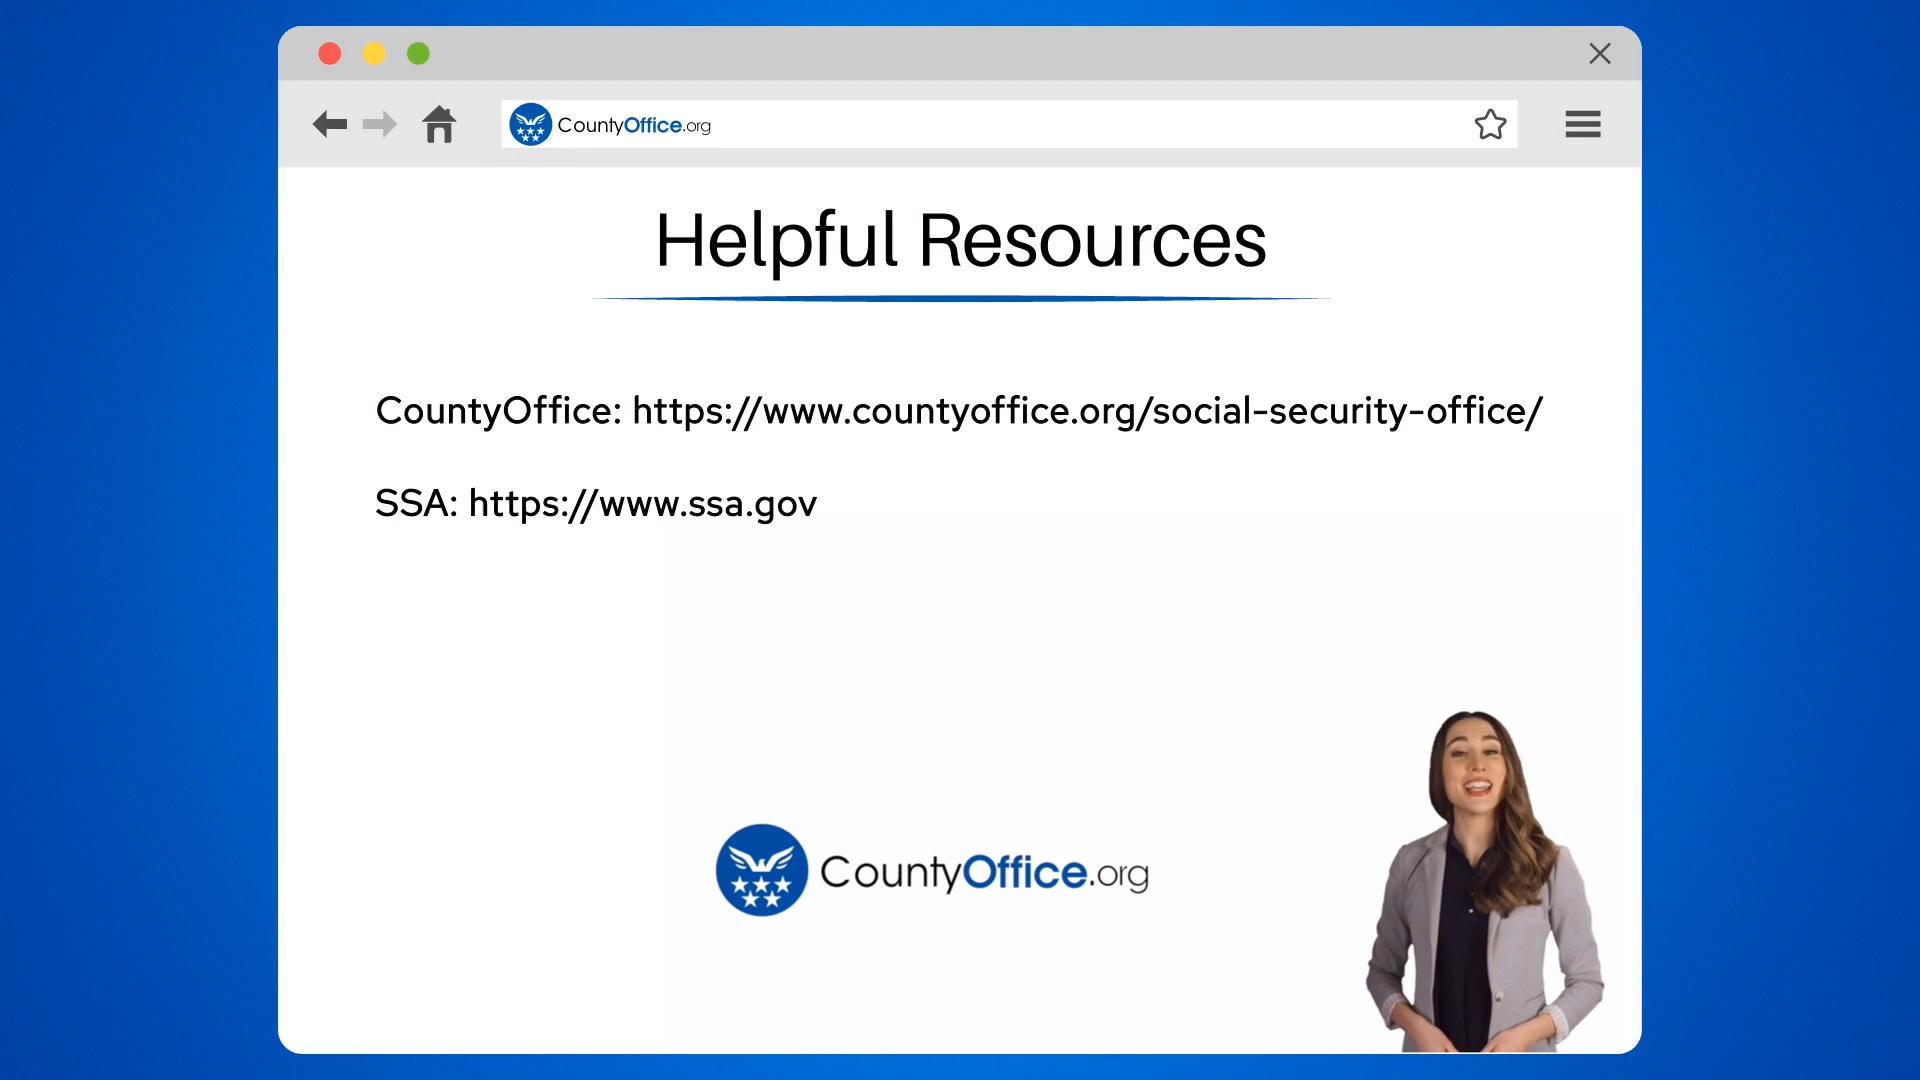 CountyOffice.org
Helpful Resources
CountyOffice: https://www.countyoffice.org/social-security-office/
SSA: https://www.ssa.gov
CountyOffice.org